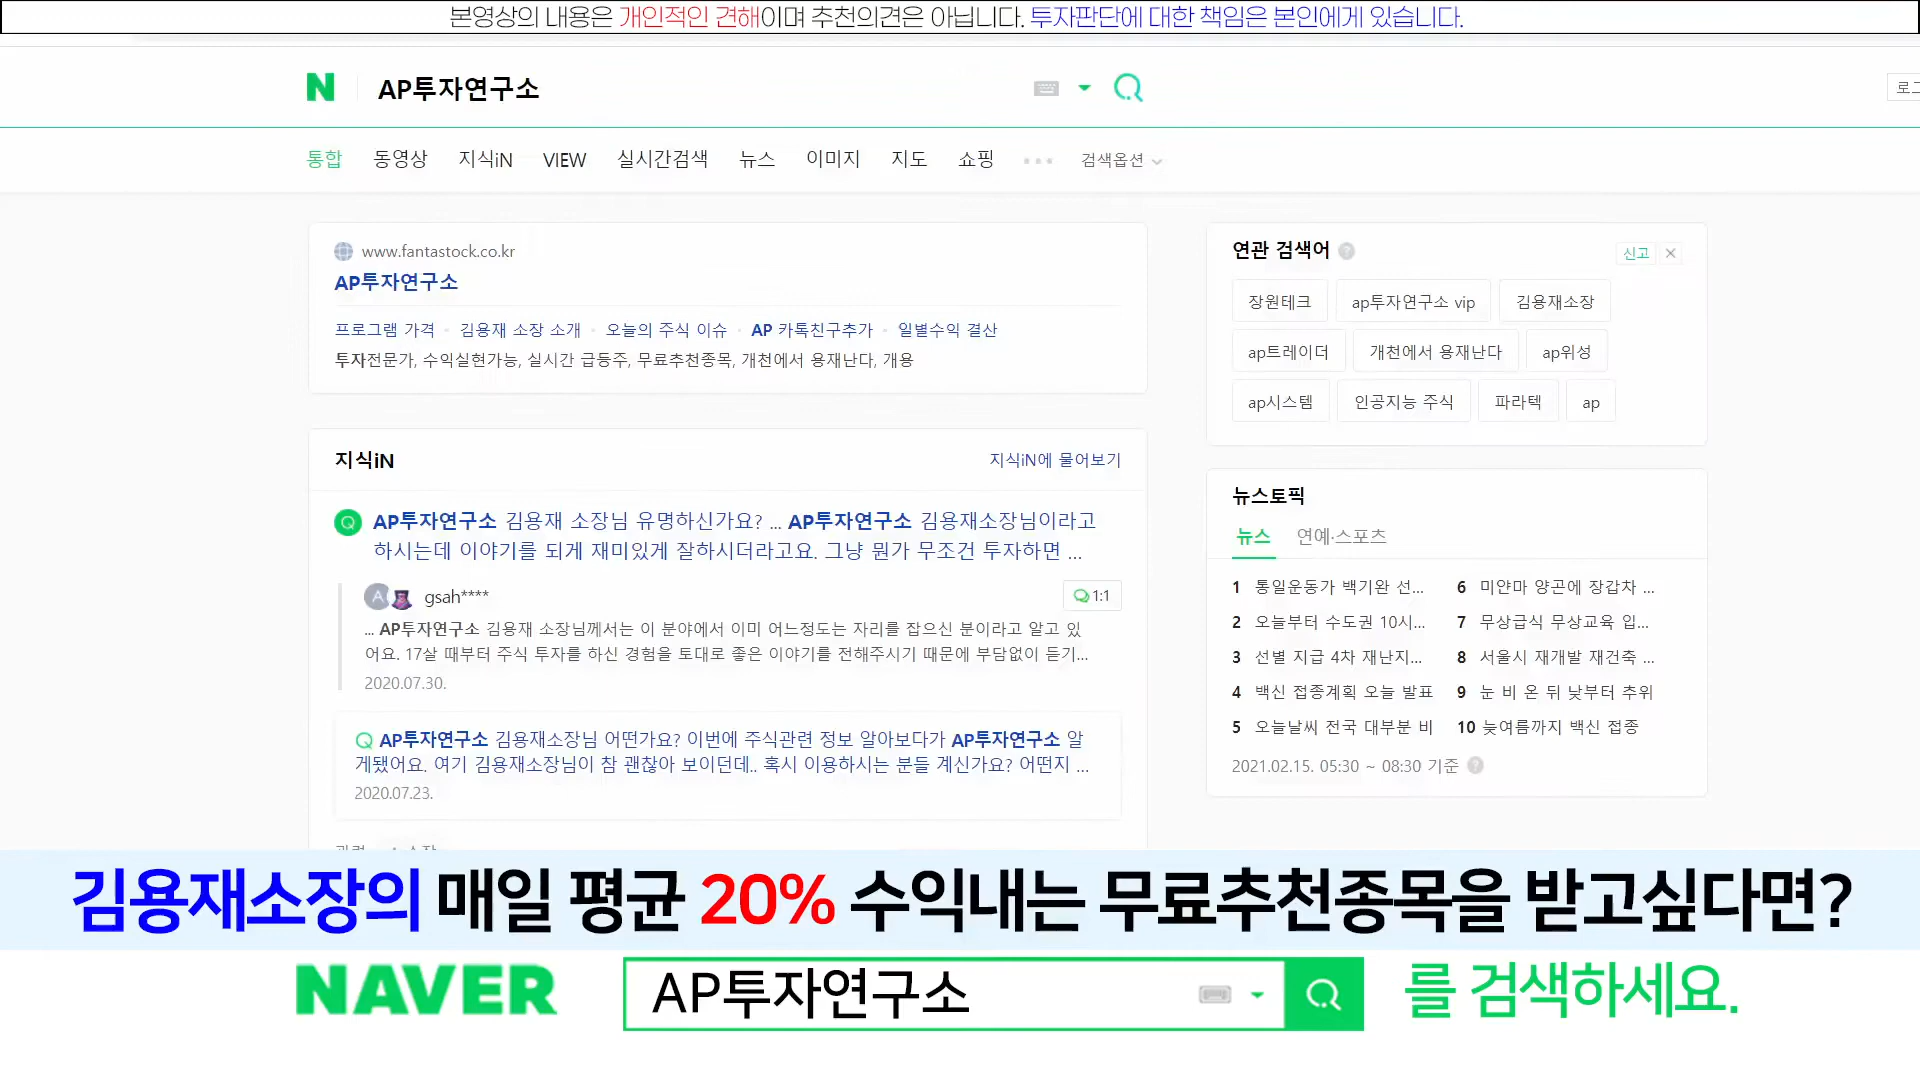 본영상의 내용은 개인적인 견해이며 추천의견은 아닙니다. 투자판단에 대한 책임은 본인에게 있습니다.
N AP투자연구소
로그
통합 동영상 지식iN VIEW 실시간검색 뉴스 이미지 지도 쇼핑 검색옵션
www.fantastock.co.kr
AP투자연구소
프로그램 가격 · 김용재 소장 소개 · 오늘의 주식 이슈 · AP 카톡친구추가 · 일별수익 결산
투자전문가, 수익실현가능, 실시간 급등주, 무료추천종목, 개천에서 용재난다, 개용
지식iN
지식iN에 물어보기
AP투자연구소 김용재 소장님 유명하신가요? ... AP투자연구소 김용재소장님이라고
하시는데 이야기를 되게 재미있게 잘하시더라고요. 그냥 뭔가 무조건 투자하면 ...
A gsah****
1:1
... AP투자연구소 김용재 소장님께서는 이 분야에서 이미 어느정도는 자리를 잡으신 분이라고 알고 있
어요. 17살 때부터 주식 투자를 하신 경험을 토대로 좋은 이야기를 전해주시기 때문에 부담없이 듣기...
2020.07.30.
AP투자연구소 김용재소장님 어떤가요? 이번에 주식관련 정보 알아보다가 AP투자연구소 알
게됐어요. 여기 김용재소장님이 참 괜찮아 보이던데.. 혹시 이용하시는 분들 계신가요? 어떤지 ...
2020.07.23.
연관 검색어
신고
장원테크 ap투자연구소 vip 김용재소장
ap트레이더 개천에서 용재난다 ap위성
ap시스템 인공지능 주식 파라텍 ap
뉴스토픽
뉴스 연예·스포츠
1 통일운동가 백기완 선...
2 오늘부터 수도권 10시...
3 선별 지급 4차 재난지...
4 백신 접종계획 오늘 발표
5 오늘날씨 전국 대부분 비
6 미얀마 양곤에 장갑차 ...
7 무상급식 무상교육 입...
8 서울시 재개발 재건축 ...
9 눈 비 온 뒤 낮부터 추위
10 늦여름까지 백신 접종
2021.02.15. 05:30 ~ 08:30 기준
김용재소장의 매일 평균 20% 수익내는 무료추천종목을 받고싶다면?
NAVER AP투자연구소 를 검색하세요.